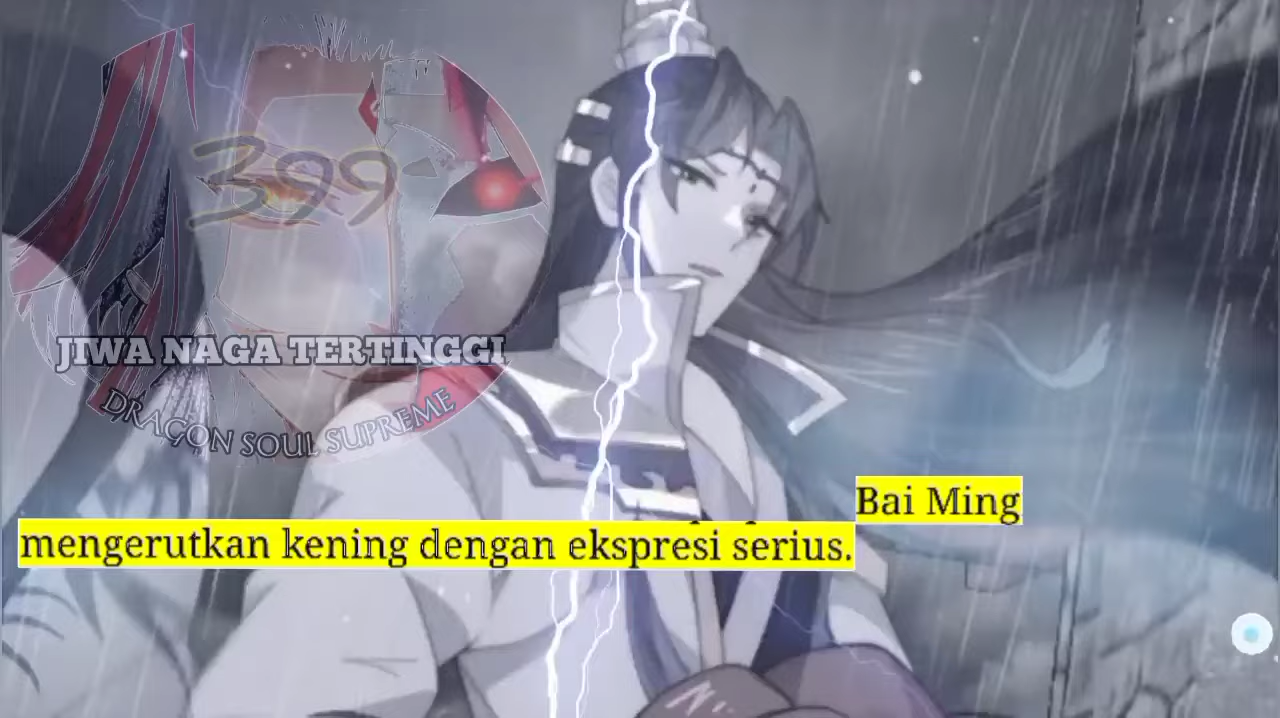 399
JIWA NAGA TERTINGGI
DRAGON SOUL SUPREME
Bai Ming
mengerutkan kening dengan ekspresi serius.